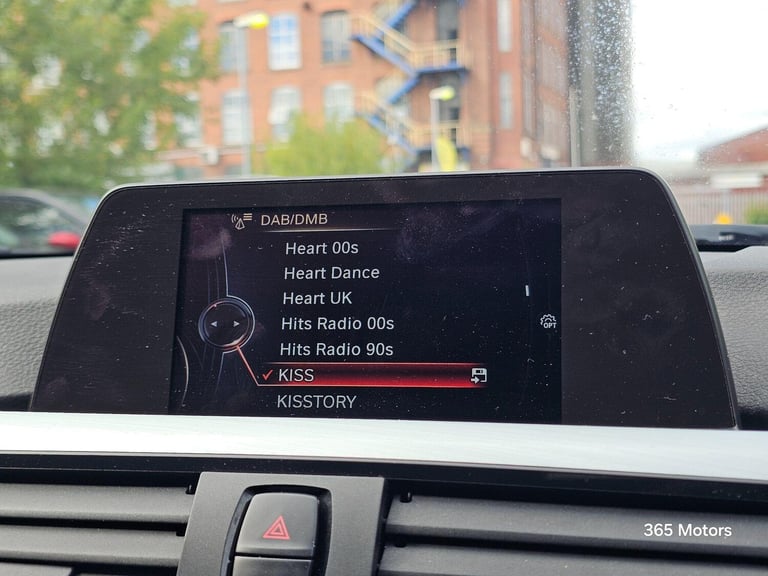 DAB/DMB
Heart 00s
Heart Dance
Heart UK
Hits Radio 00s
Hits Radio 90s
KISS
KISSTORY
OPT
365 Motors